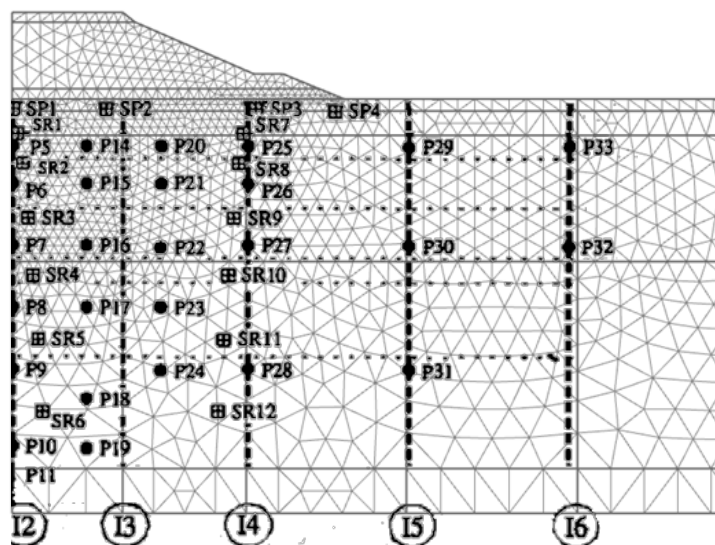 SP1 SP2 SP3 SP4
SR1 SR7
P5 P14 P20 P25 P29 P33
SR2 SR8
P6 P15 P21 P26
SR3 SR9
P7 P16 P22 P27 P30 P32
SR4 SR10
P8 P17 P23
SR5 SR11
P9 P24 P28 P31
P18
SR6 SR12
P10 P19
P11
I2 I3 I4 I5 I6